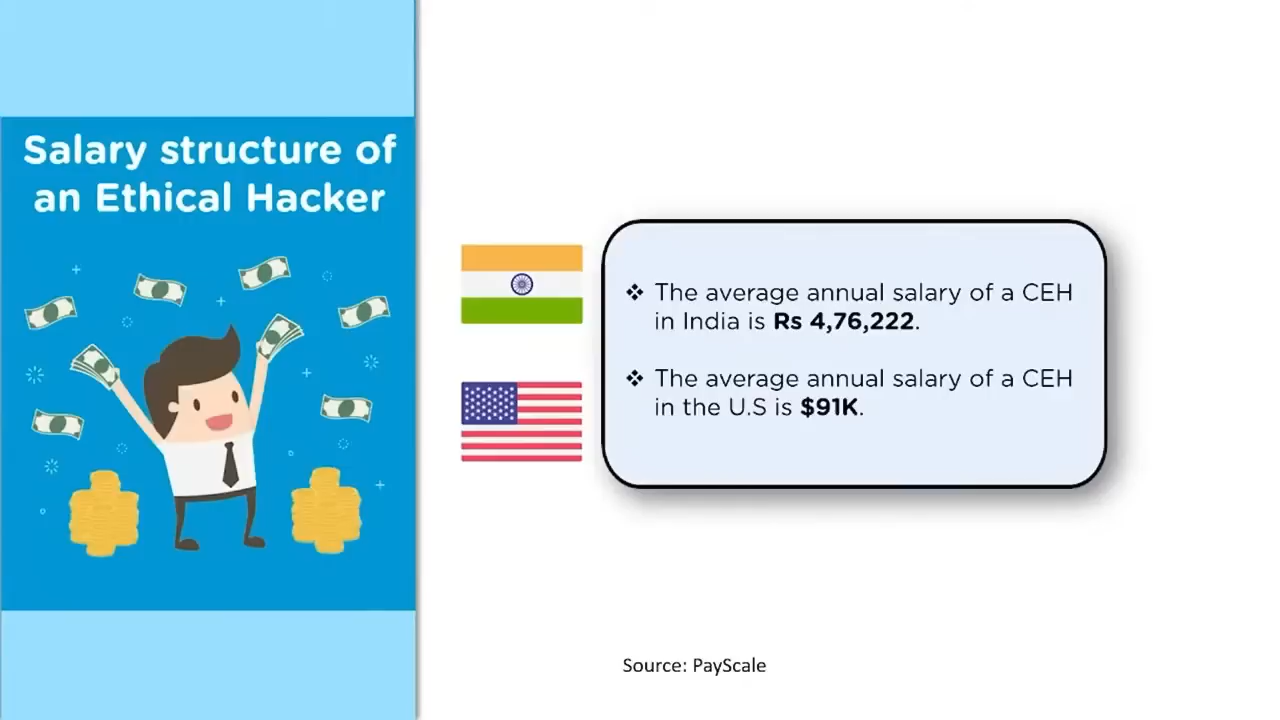 Salary structure of
an Ethical Hacker
❖ The average annual salary of a CEH
in India is Rs 4,76,222.
❖ The average annual salary of a CEH
in the U.S is $91K.
Source: PayScale